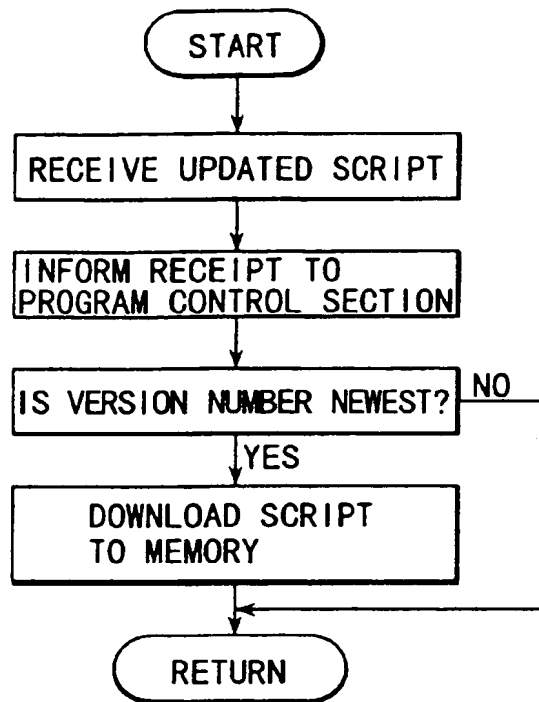 START
RECEIVE UPDATED SCRIPT
INFORM RECEIPT TO
PROGRAM CONTROL SECTION
IS VERSION NUMBER NEWEST?
NO
YES
DOWNLOAD SCRIPT
TO MEMORY
RETURN